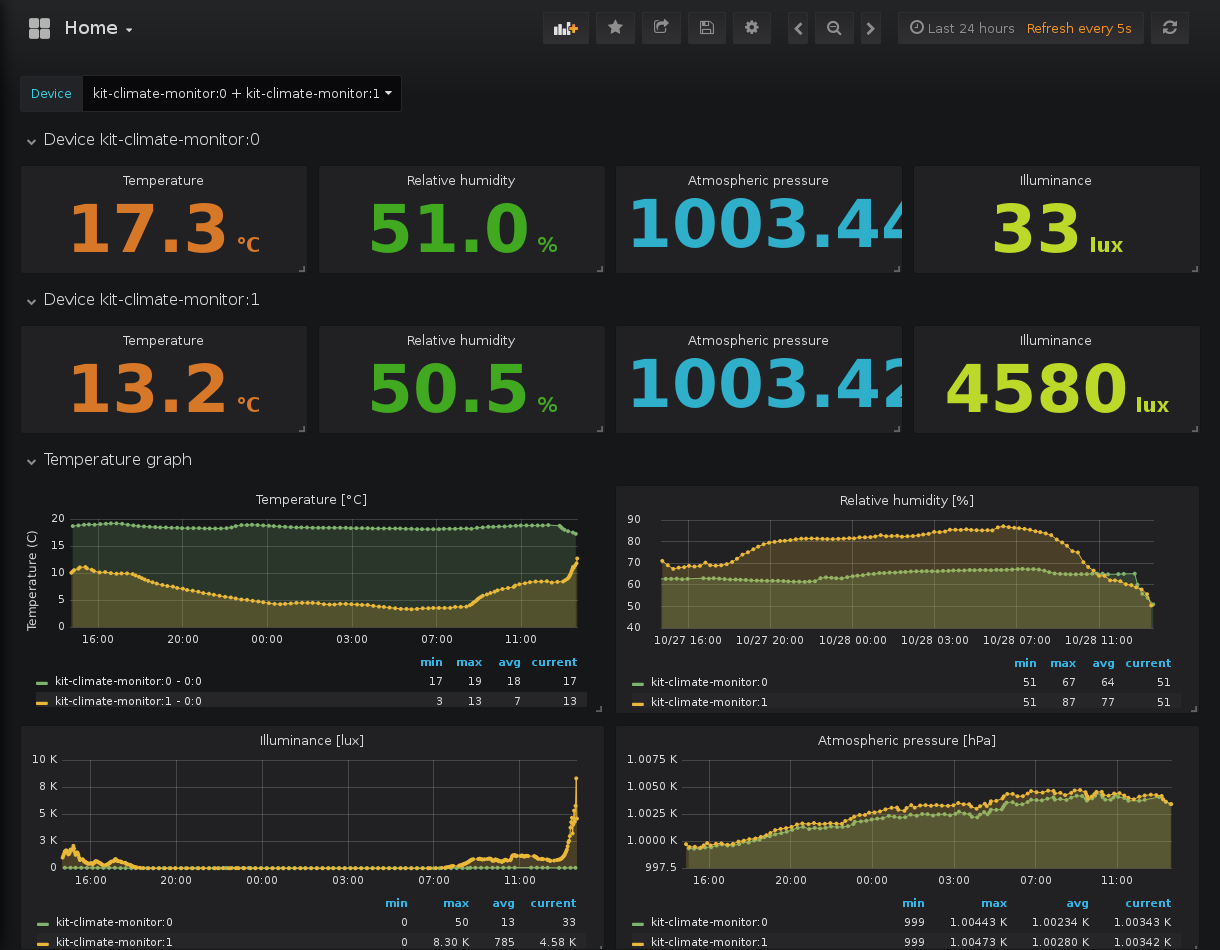 Home
Last 24 hours Refresh every 5s
Device kit-climate-monitor:0 + kit-climate-monitor:1
Device kit-climate-monitor:0
Temperature Relative humidity Atmospheric pressure Illuminance
17.3 °C 51.0 % 1003.44 33 lux
Device kit-climate-monitor:1
Temperature Relative humidity Atmospheric pressure Illuminance
13.2 °C 50.5 % 1003.42 4580 lux
Temperature graph
Temperature [°C]
Temperature (C)
20
15
10
5
0
16:00 20:00 00:00 03:00 07:00 11:00
min max avg current
kit-climate-monitor:0 - 0:0 17 19 18 17
kit-climate-monitor:1 - 0:0 3 13 7 13
Relative humidity [%]
90
80
70
60
50
40
10/27 16:00 10/27 20:00 10/28 00:00 10/28 03:00 10/28 07:00 10/28 11:00
min max avg current
kit-climate-monitor:0 51 67 64 51
kit-climate-monitor:1 51 87 77 51
Illuminance [lux]
10 K
8 K
5 K
3 K
0
16:00 20:00 00:00 03:00 07:00 11:00
min max avg current
kit-climate-monitor:0 0 50 13 33
kit-climate-monitor:1 0 8.30 K 785 4.58 K
Atmospheric pressure [hPa]
1.0075 K
1.0050 K
1.0025 K
1.0000 K
997.5
16:00 20:00 00:00 03:00 07:00 11:00
min max avg current
kit-climate-monitor:0 999 1.00443 K 1.00234 K 1.00343 K
kit-climate-monitor:1 999 1.00473 K 1.00280 K 1.00342 K